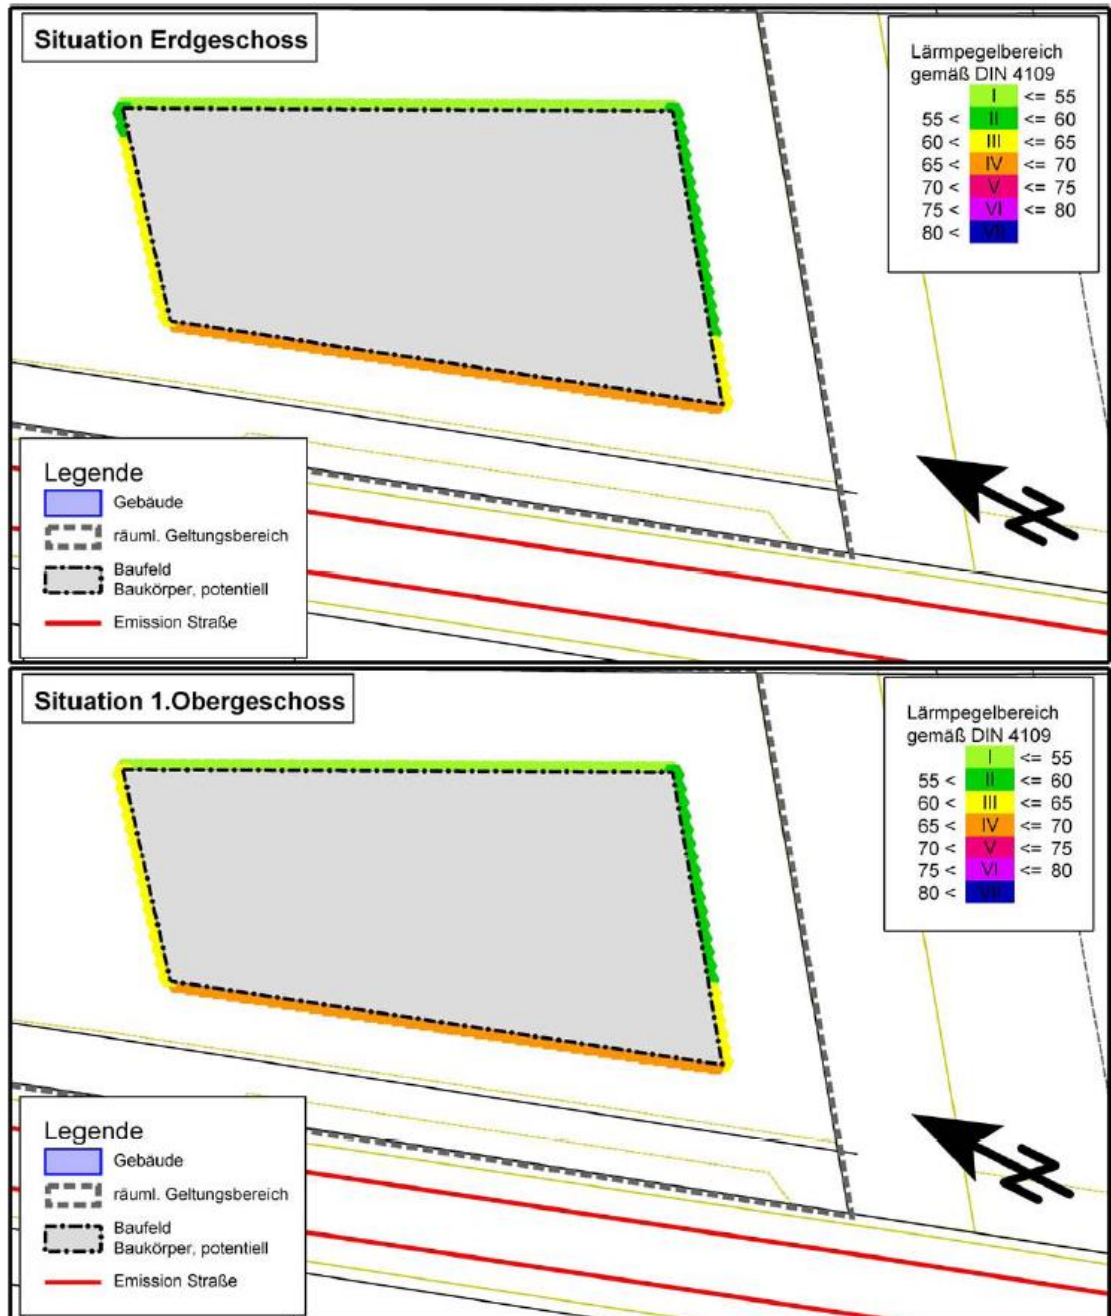 Situation Erdgeschoss
Lärmpegelbereich
gemäß DIN 4109
I <= 55
55 < II <= 60
60 < III <= 65
65 < IV <= 70
70 < V <= 75
75 < VI <= 80
80 < VII
Legende
Gebäude
räuml. Geltungsbereich
Baufeld
Baukörper, potentiell
Emission Straße
N
Situation 1.Obergeschoss
Lärmpegelbereich
gemäß DIN 4109
I <= 55
55 < II <= 60
60 < III <= 65
65 < IV <= 70
70 < V <= 75
75 < VI <= 80
80 < VII
Legende
Gebäude
räuml. Geltungsbereich
Baufeld
Baukörper, potentiell
Emission Straße
N